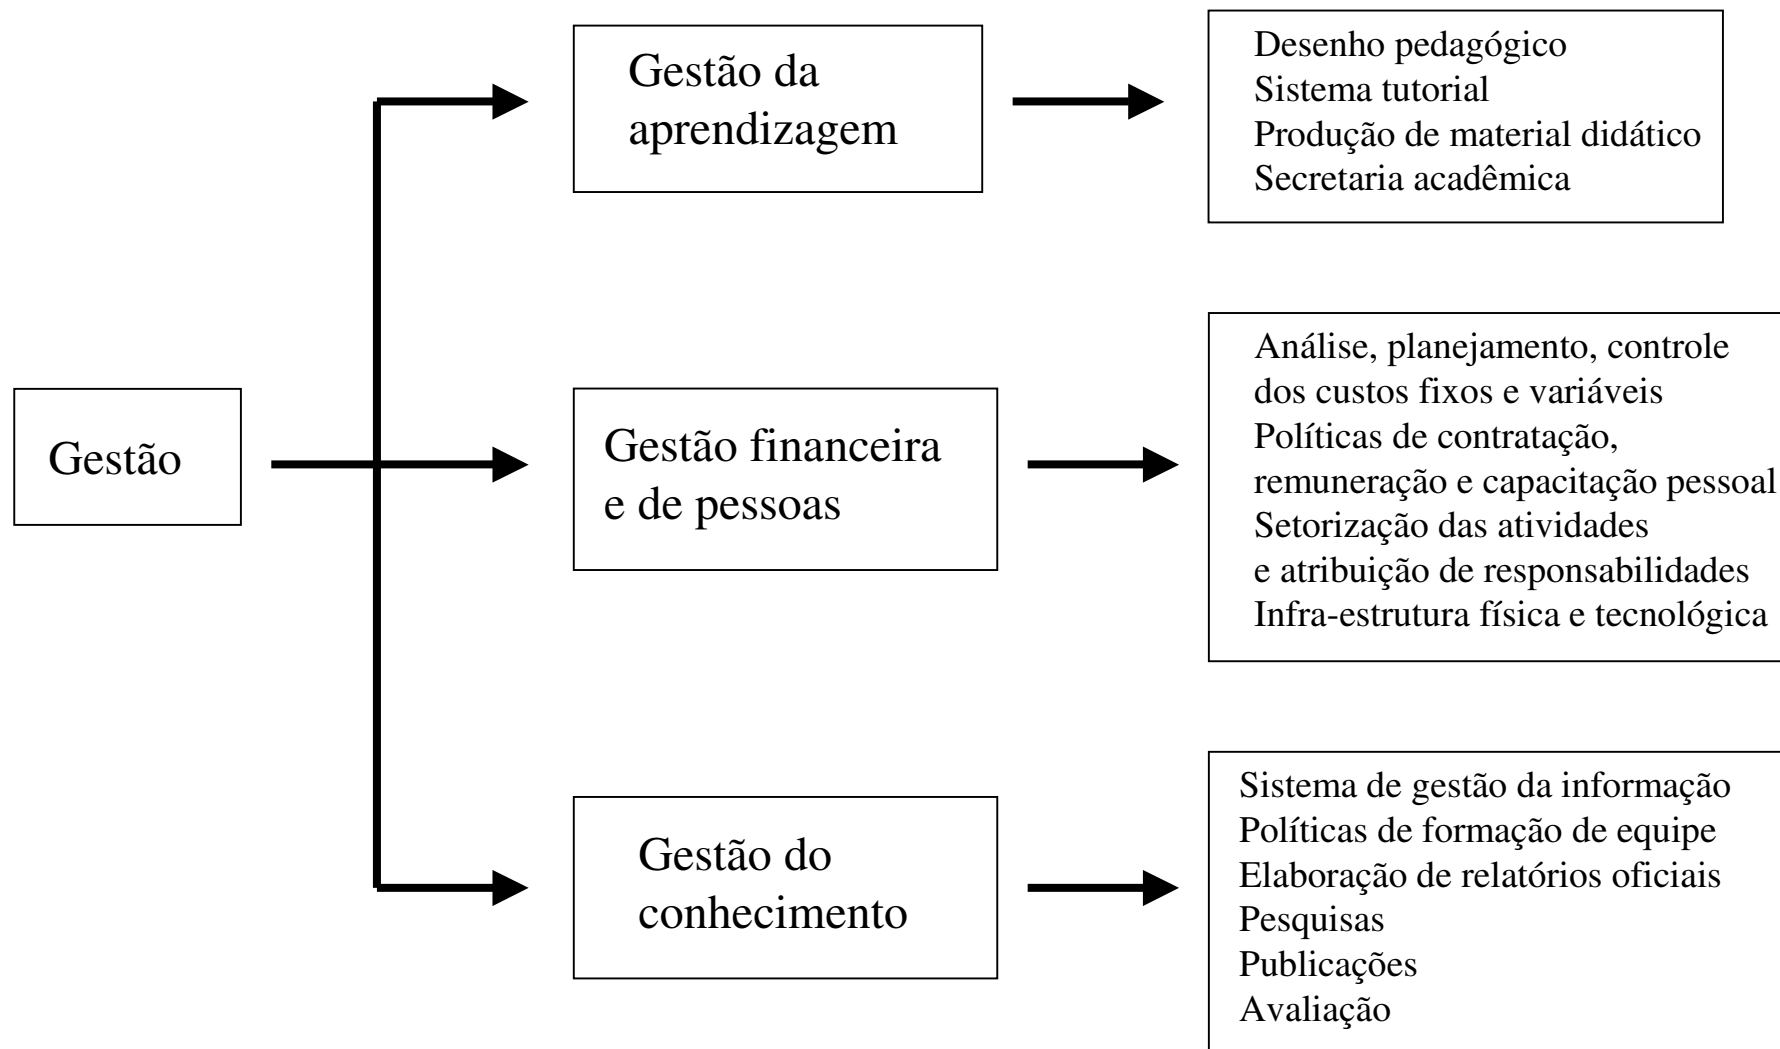 Gestão
Gestão da
aprendizagem
Desenho pedagógico
Sistema tutorial
Produção de material didático
Secretaria acadêmica
Gestão financeira
e de pessoas
Análise, planejamento, controle
dos custos fixos e variáveis
Políticas de contratação,
remuneração e capacitação pessoal
Setorização das atividades
e atribuição de responsabilidades
Infra-estrutura física e tecnológica
Gestão do
conhecimento
Sistema de gestão da informação
Políticas de formação de equipe
Elaboração de relatórios oficiais
Pesquisas
Publicações
Avaliação